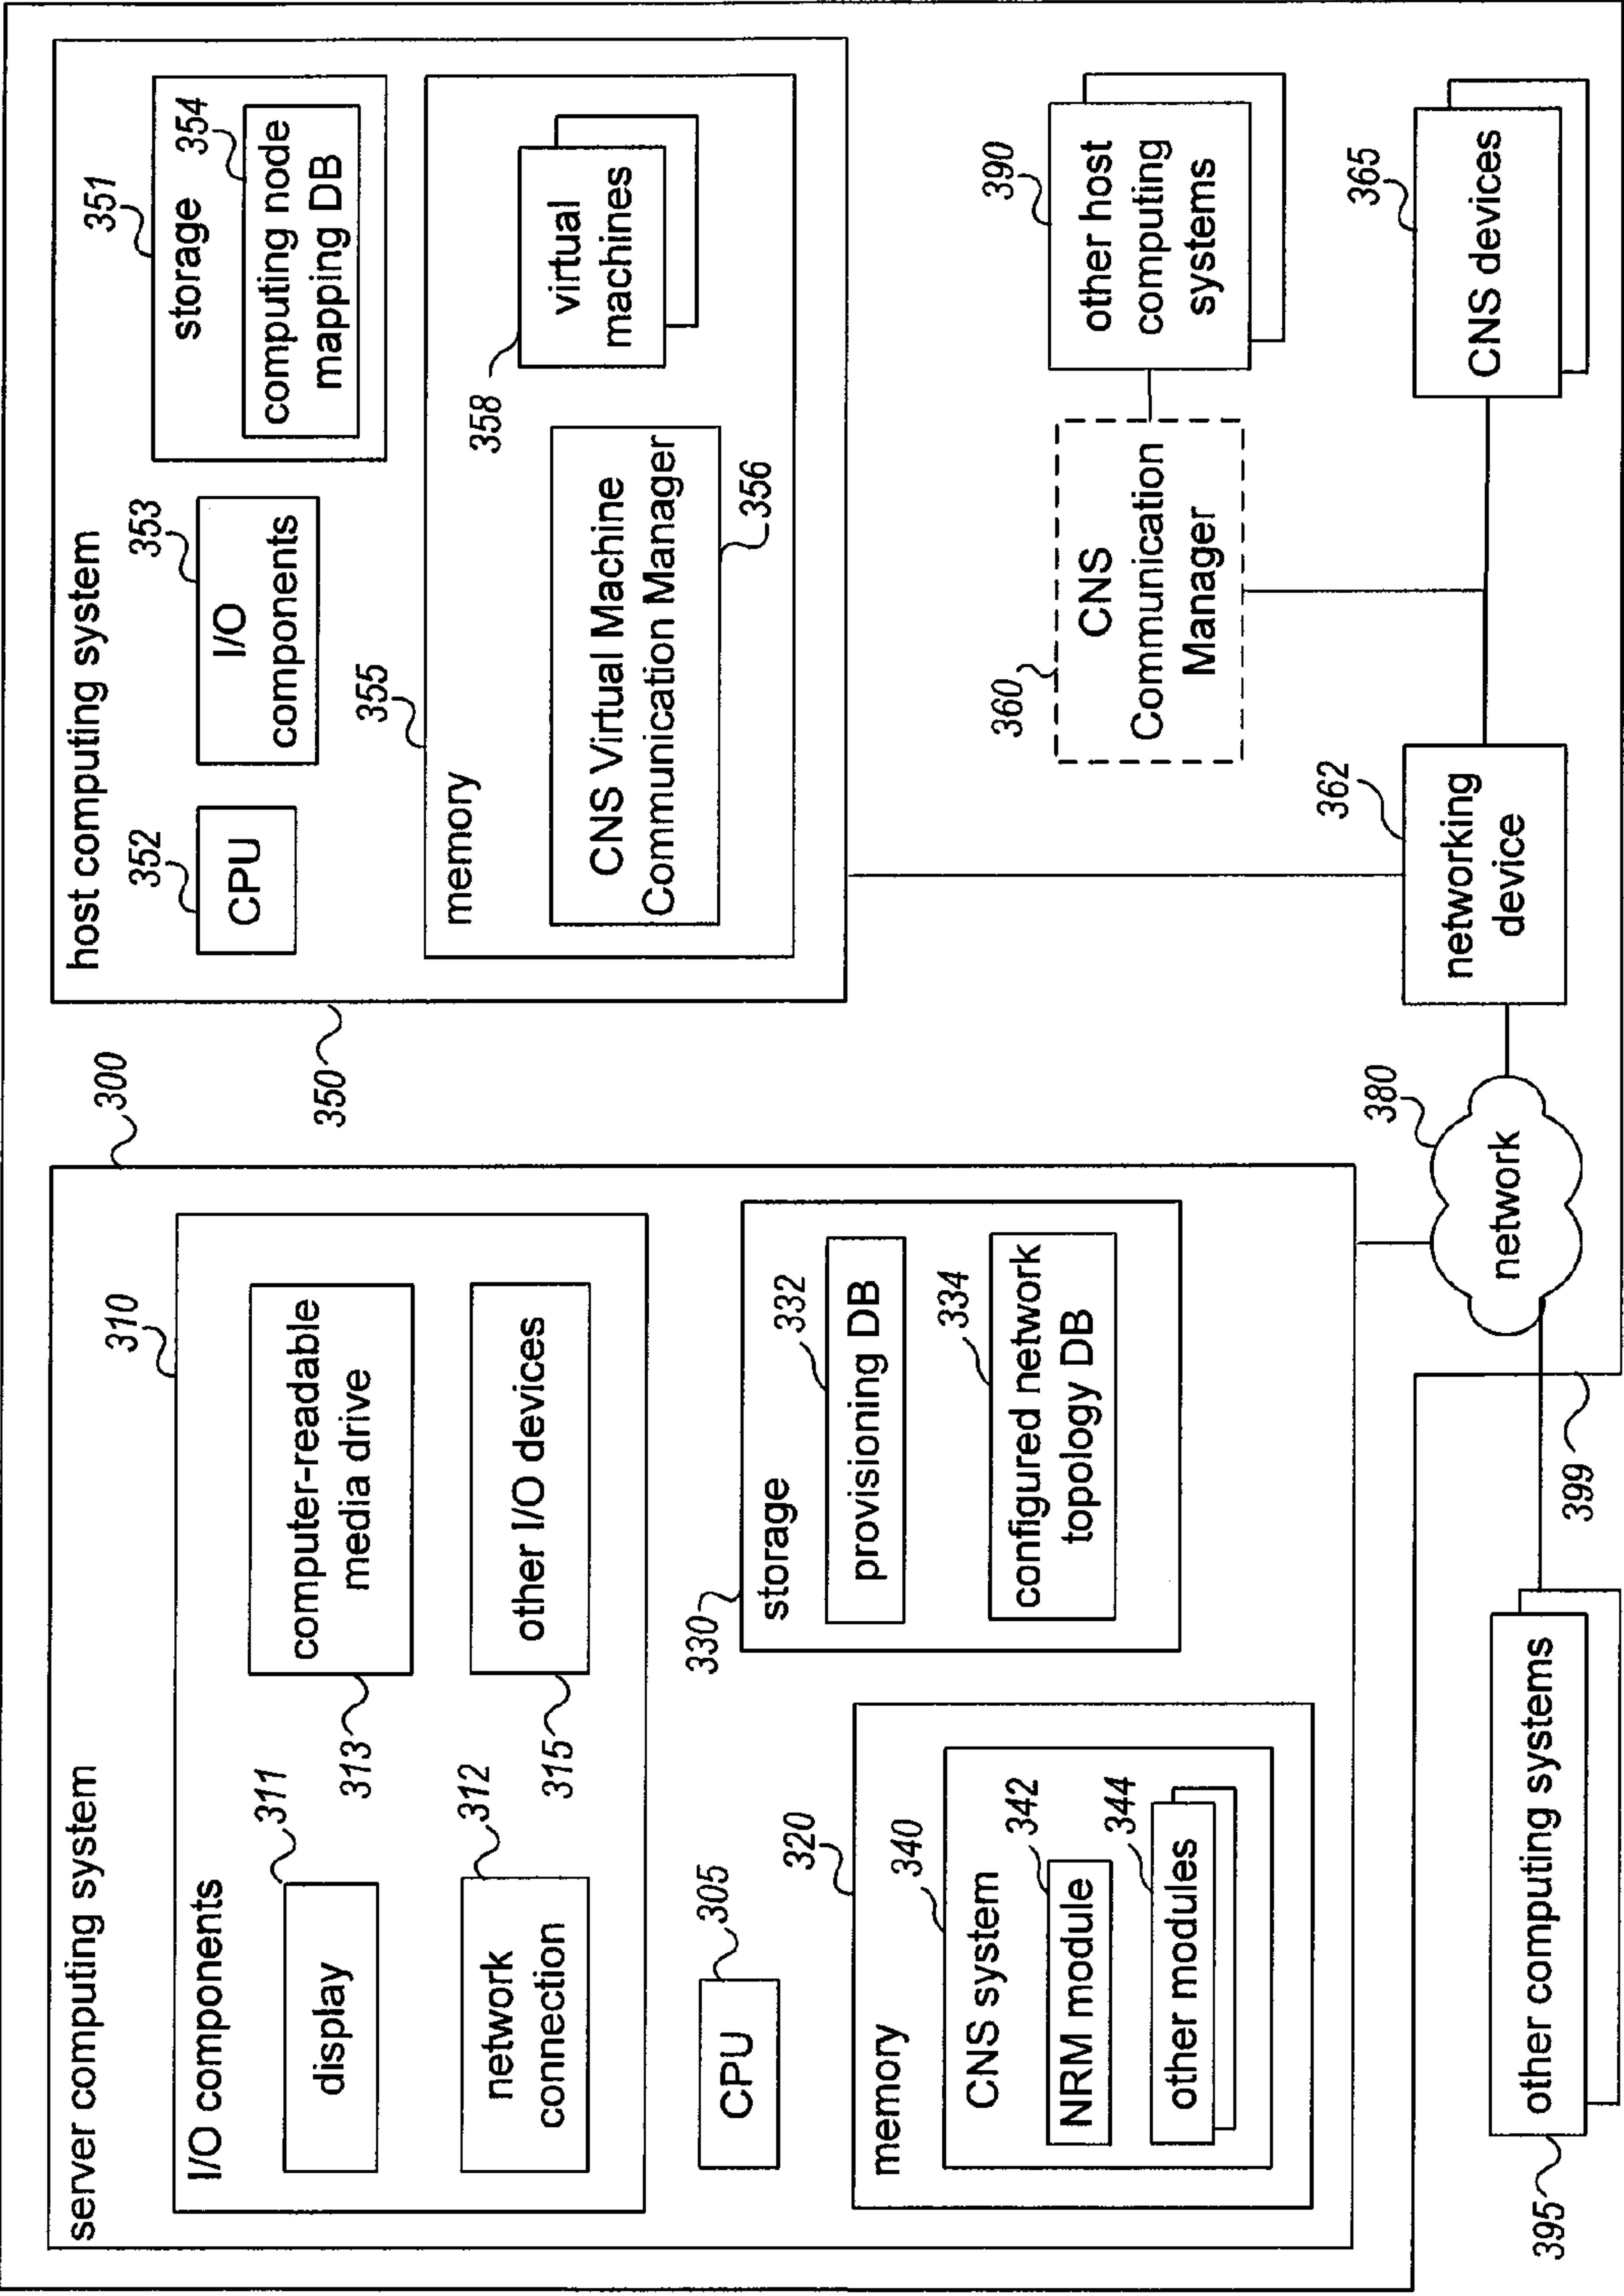 server computing system
300
I/O components
310
311
display
computer-readable
media drive
313
312
network
connection
other I/O devices
315
305
CPU
330
storage
332
provisioning DB
334
configured network
topology DB
320
memory
340
CNS system
342
NRM module
344
other modules
host computing system
350
352
CPU
353
I/O
components
351
storage
354
computing node
mapping DB
355
memory
CNS Virtual Machine
Communication Manager
356
358
virtual
machines
360
CNS
Communication
Manager
390
other host
computing
systems
362
networking
device
365
CNS devices
380
network
399
395
other computing systems